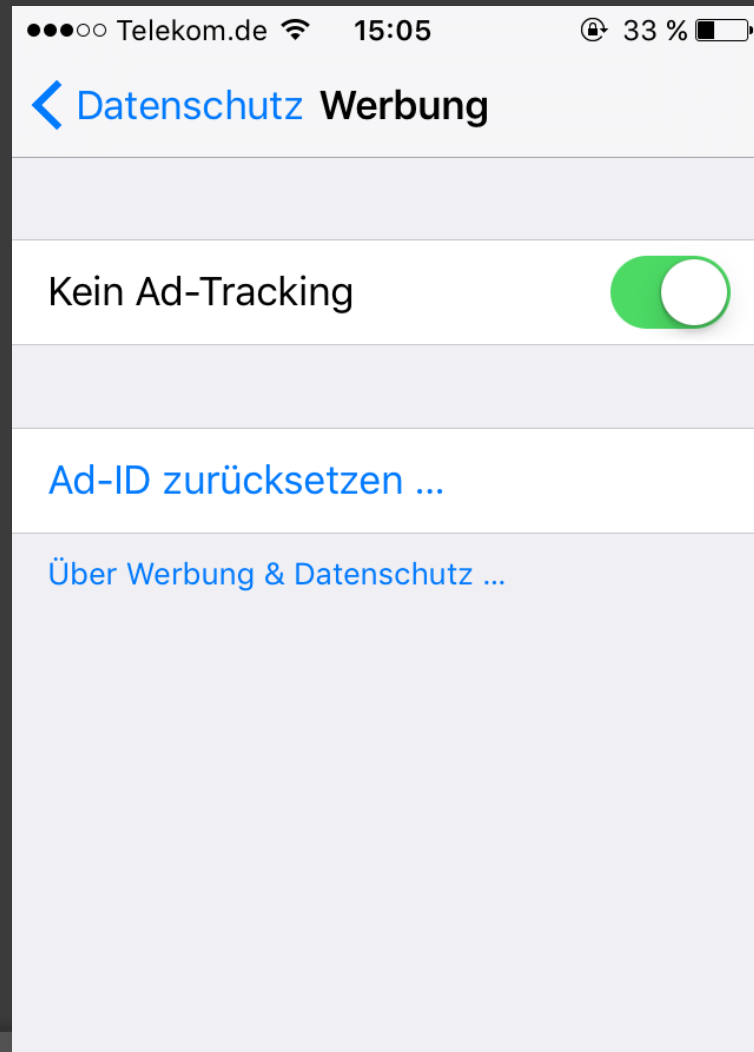 Telekom.de 15:05 33 %
Datenschutz Werbung
Kein Ad-Tracking
Ad-ID zurücksetzen ...
Über Werbung & Datenschutz ...